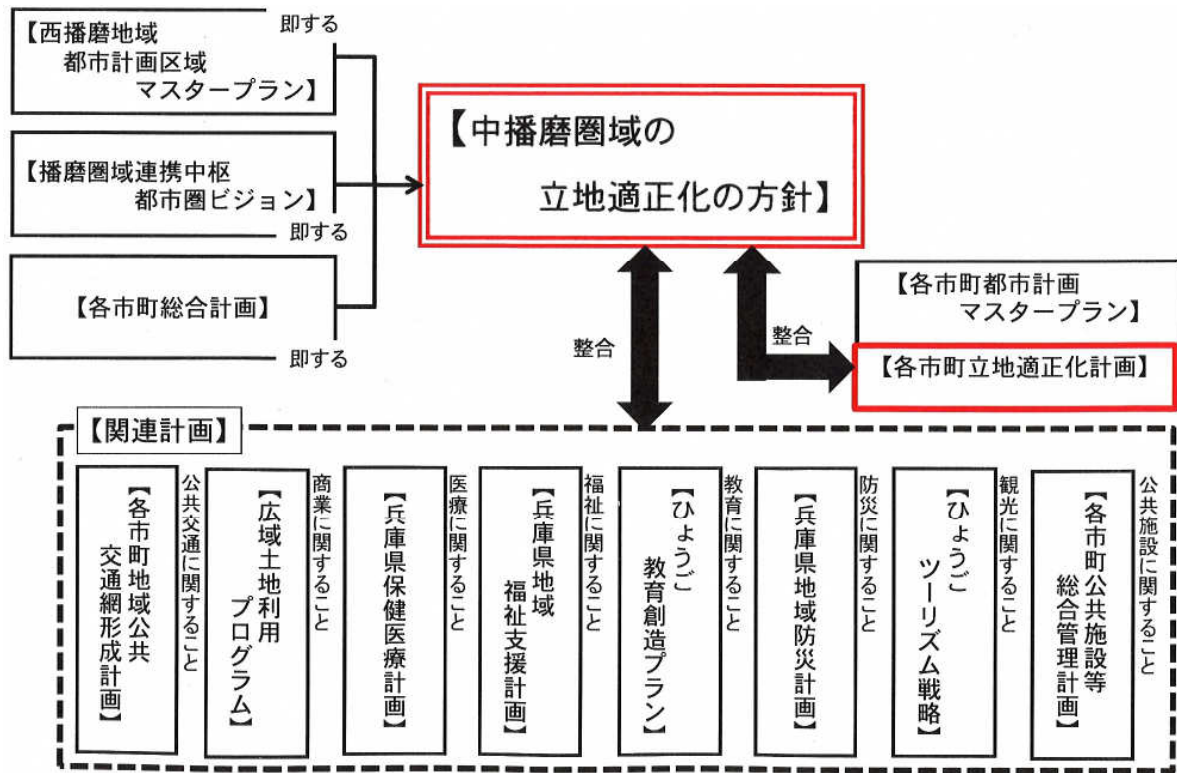 即する
【西播磨地域
都市計画区域
マスタープラン】
【播磨圏域連携中枢
都市圏ビジョン】
即する
【各市町総合計画】
即する
【中播磨圏域の
立地適正化の方針】
整合
整合
【各市町都市計画
マスタープラン】
【各市町立地適正化計画】
【関連計画】
公共交通に関すること
【各市町地域公共
交通網形成計画】
商業に関すること
【広域土地利用
プログラム】
医療に関すること
【兵庫県保健医療計画】
福祉に関すること
【兵庫県地域
福祉支援計画】
教育に関すること
【ひょうご
教育創造プラン】
防災に関すること
【兵庫県地域防災計画】
観光に関すること
【ひょうご
ツーリズム戦略】
公共施設に関すること
【各市町公共施設等
総合管理計画】